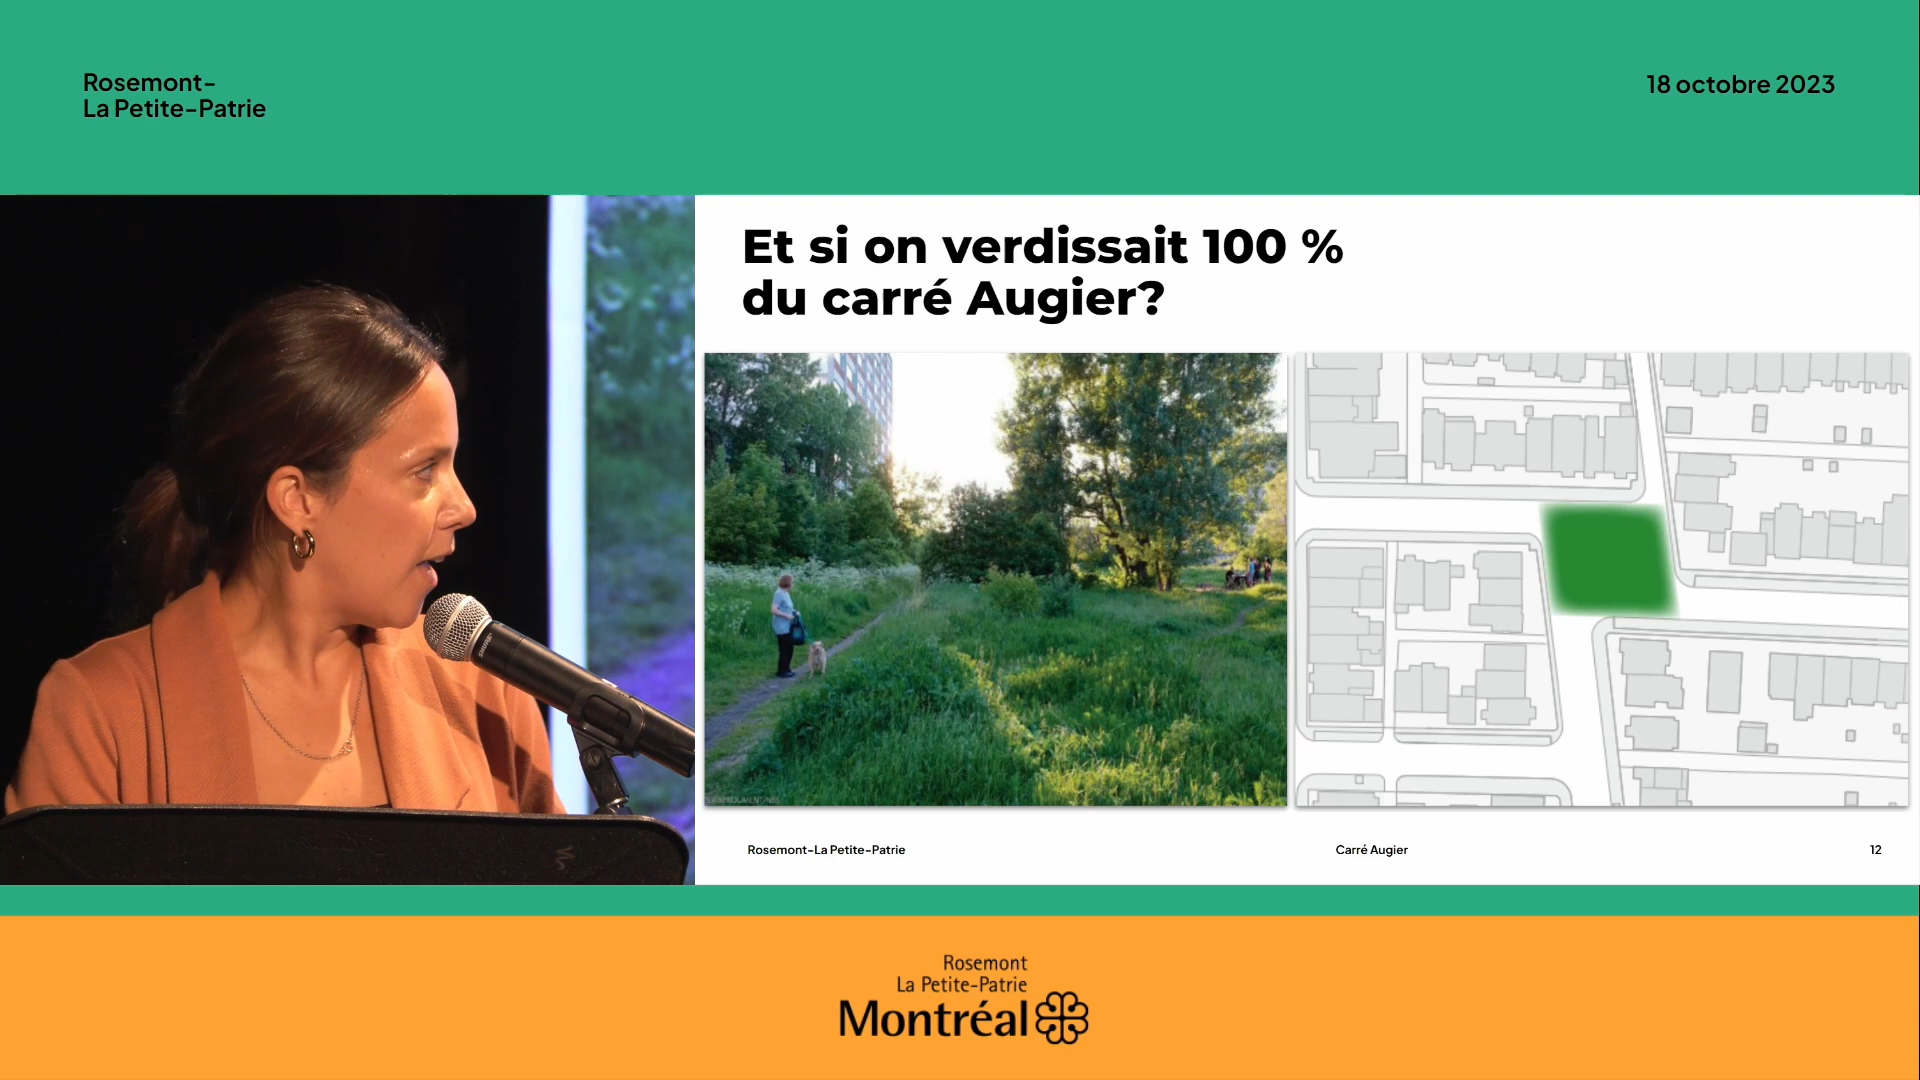 Rosemont-
La Petite-Patrie
18 octobre 2023
Et si on verdissait 100 %
du carré Augier?
Rosemont-La Petite-Patrie
Carré Augier
12
Rosemont
La Petite-Patrie
Montréal